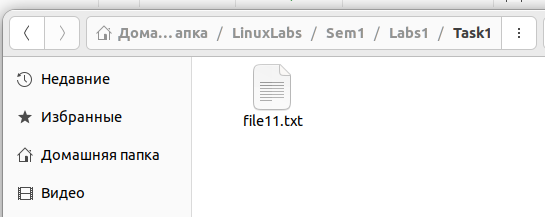 Дома…апка / LinuxLabs / Sem1 / Labs1 / Task1
Недавние
Избранные
Домашняя папка
Видео
file11.txt